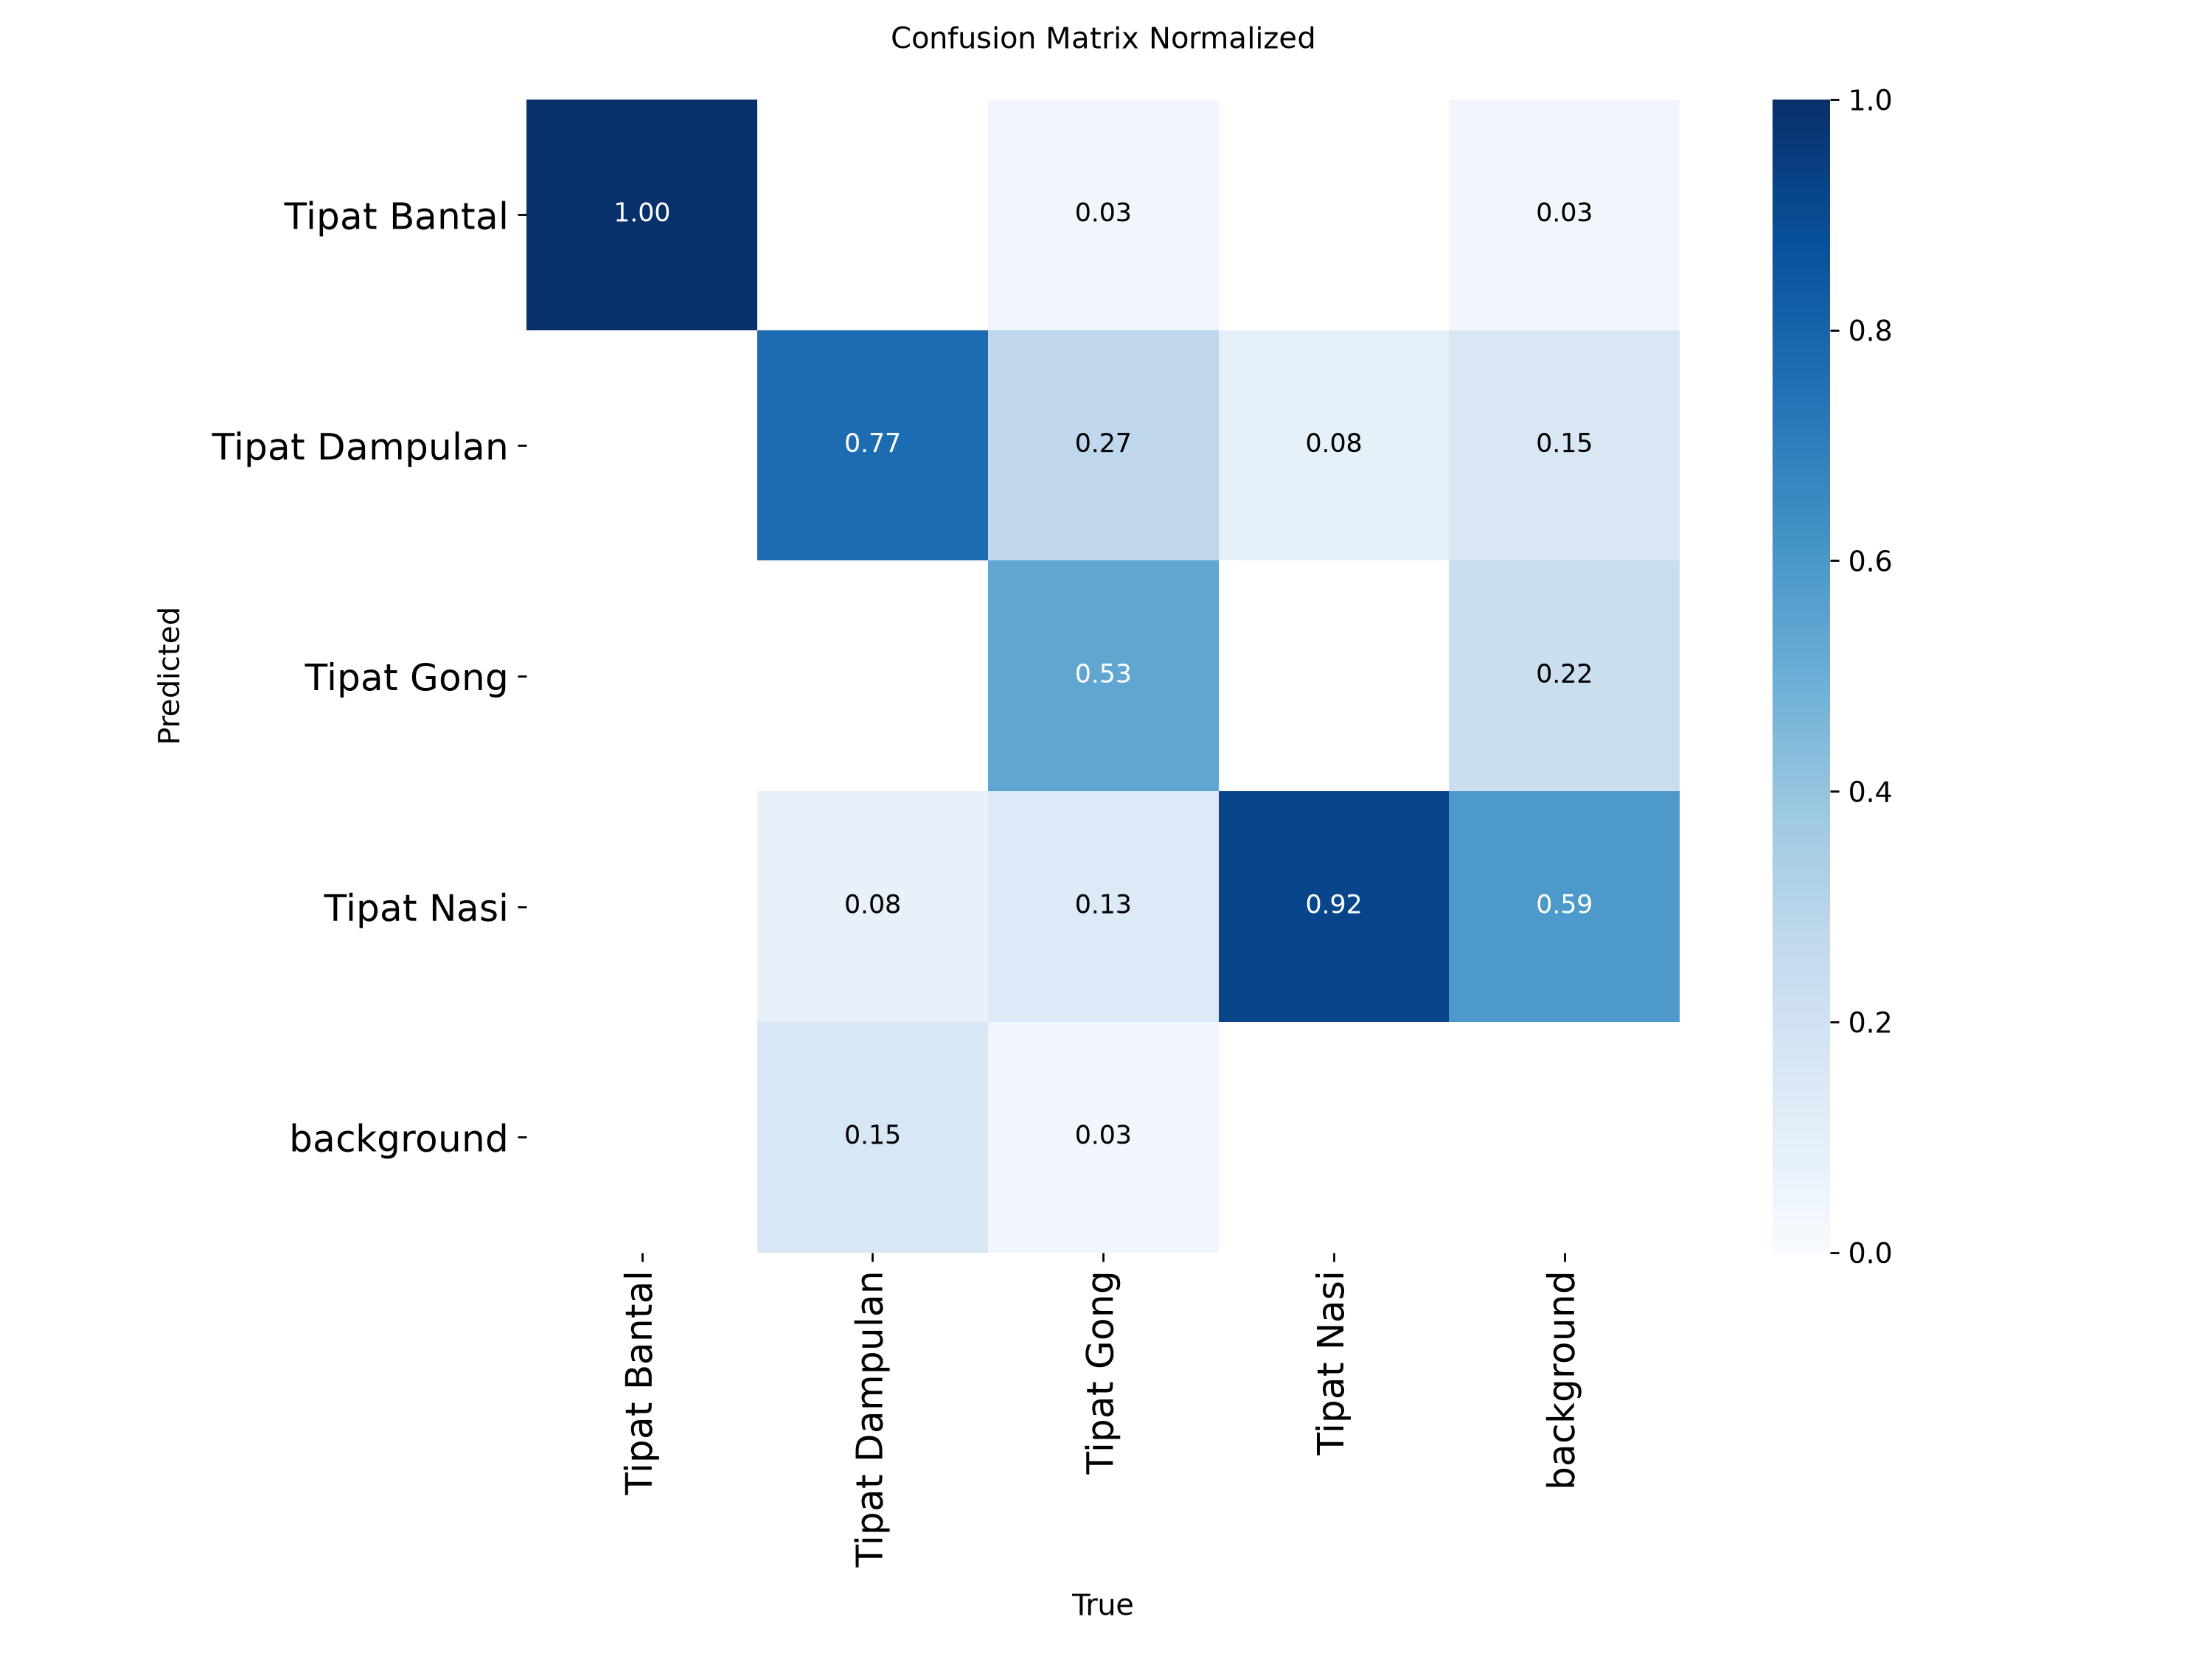 Confusion Matrix Normalized
Predicted
Tipat Bantal
1.00
0.03
0.03
Tipat Dampulan
0.77
0.27
0.08
0.15
Tipat Gong
0.53
0.22
Tipat Nasi
0.08
0.13
0.92
0.59
background
0.15
0.03
Tipat Bantal
Tipat Dampulan
Tipat Gong
Tipat Nasi
background
True
1.0
0.8
0.6
0.4
0.2
0.0